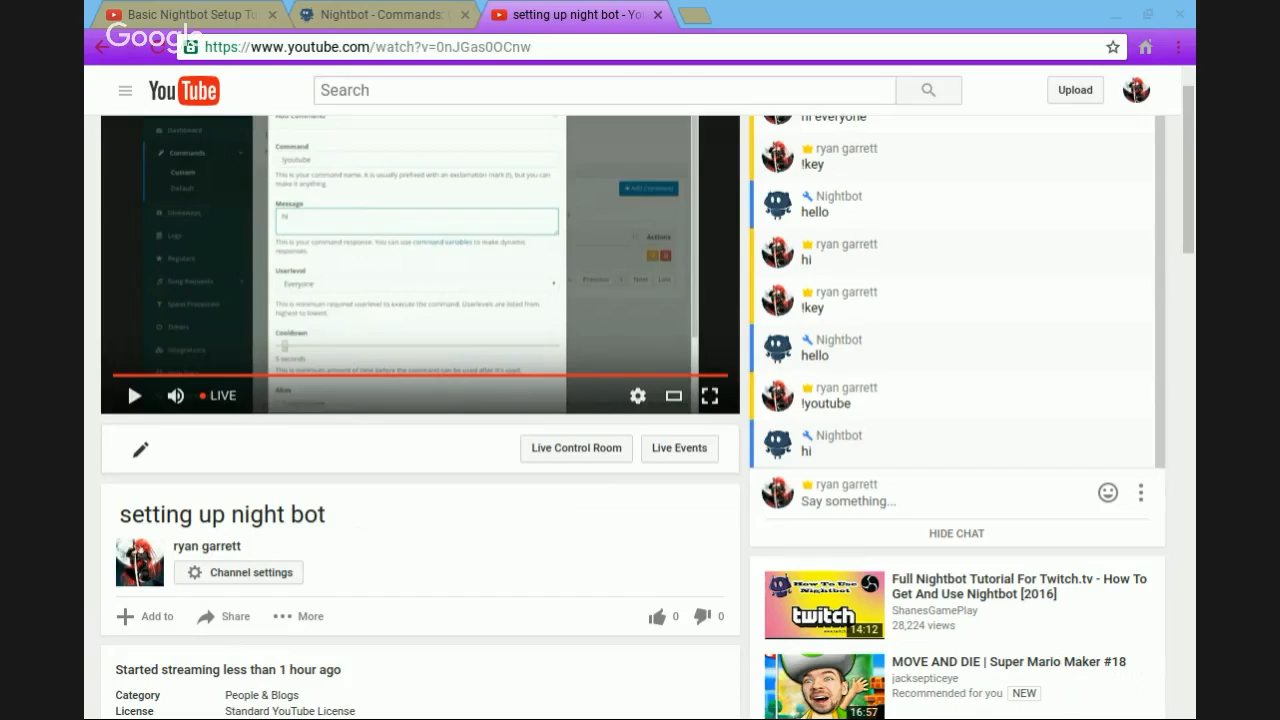 Basic Nightbot Setup Tu
Nightbot - Commands:
setting up night bot - Yo
Google
https://www.youtube.com/watch?v=0nJGas0OCnw
YouTube
Search
Upload
Add Command
Command
!youtube
This is your command name. It is usually prefixed with an exclamation mark (!), but you can
make it anything.
Message
hi
This is your command response. You can use command variables to make dynamic
responses.
Userlevel
Everyone
This is minimum required userlevel to execute the command. Userlevels are listed from
highest to lowest.
Cooldown
5 seconds
This is minimum amount of time before the command can be used after it's used.
Alias
Dashboard
Commands
Custom
Default
Giveaways
Logs
Regulars
Song Requests
Spam Protection
Timers
Integrations
Add Command
Actions
Previous
1
Next
Last
LIVE
Live Control Room
Live Events
setting up night bot
ryan garrett
Channel settings
Add to
Share
More
0
0
Started streaming less than 1 hour ago
Category People & Blogs
License Standard YouTube License
hi everyone
ryan garrett
!key
Nightbot
hello
ryan garrett
hi
ryan garrett
!key
Nightbot
hello
ryan garrett
!youtube
Nightbot
hi
ryan garrett
Say something...
HIDE CHAT
How To Use
Nightbot
twitch
14:12
Full Nightbot Tutorial For Twitch.tv - How To
Get And Use Nightbot [2016]
ShanesGamePlay
28,224 views
16:57
MOVE AND DIE | Super Mario Maker #18
jacksepticeye
Recommended for you NEW